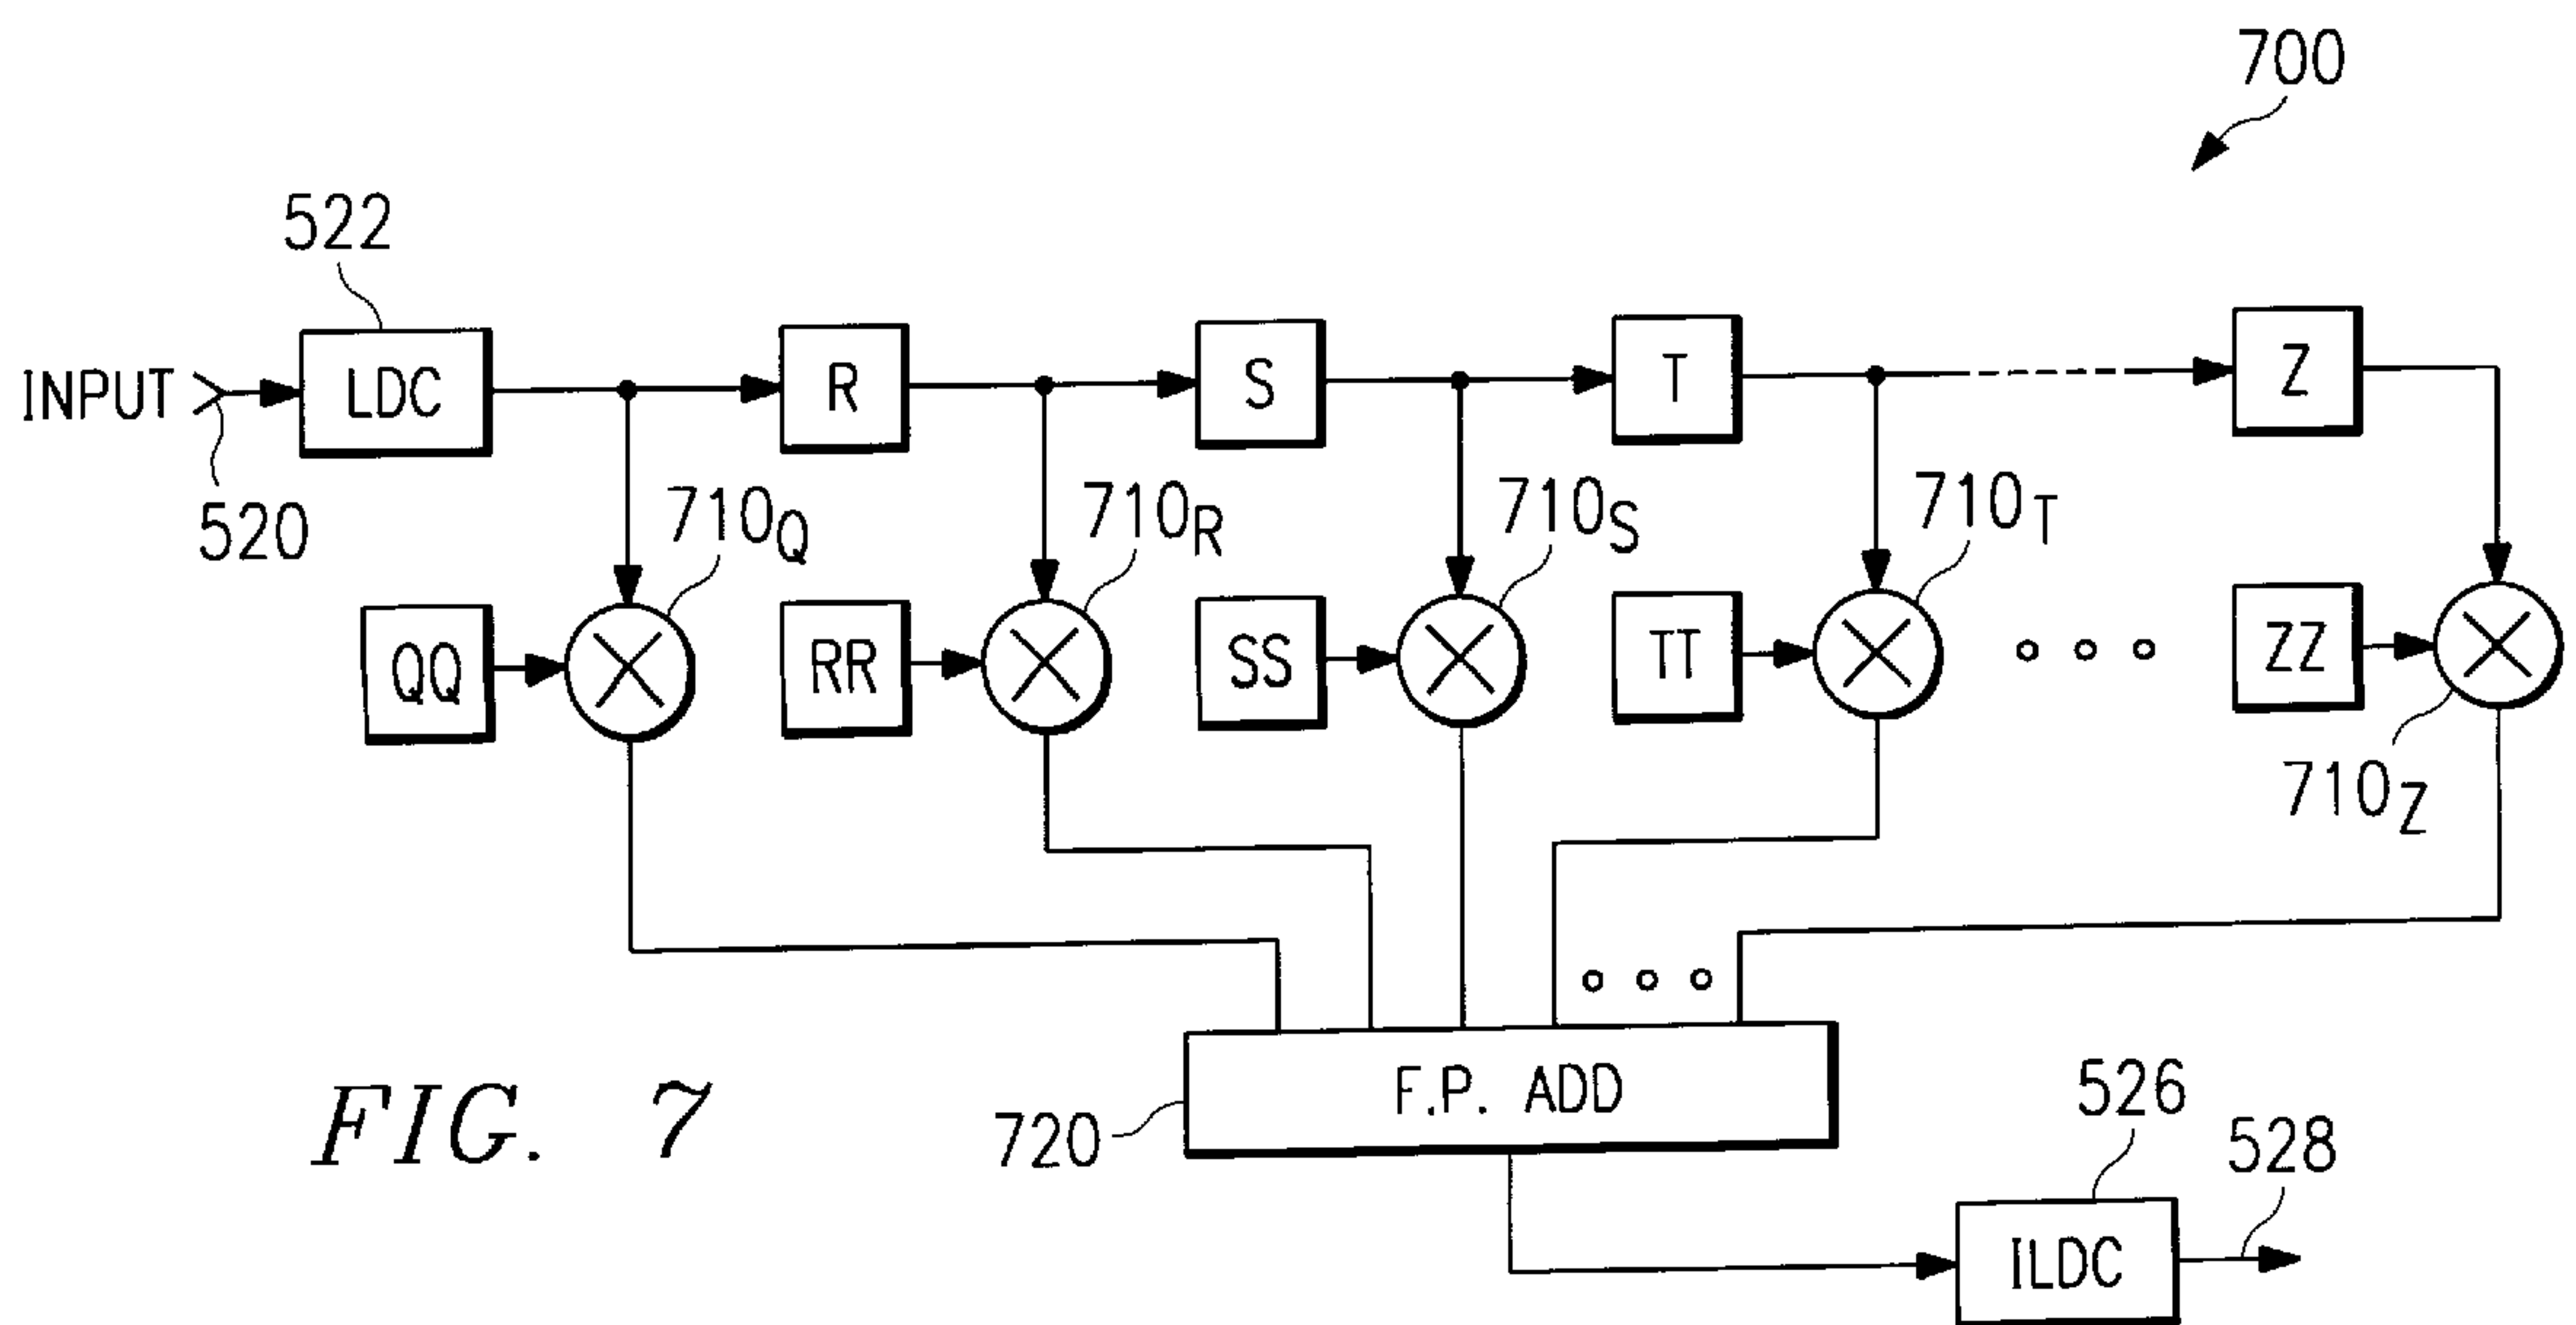 700
522
INPUT
LDC
R
S
T
Z
520
710Q
710R
710S
710T
QQ
RR
SS
TT
ZZ
710Z
F.P. ADD
720
526
528
ILDC
FIG. 7